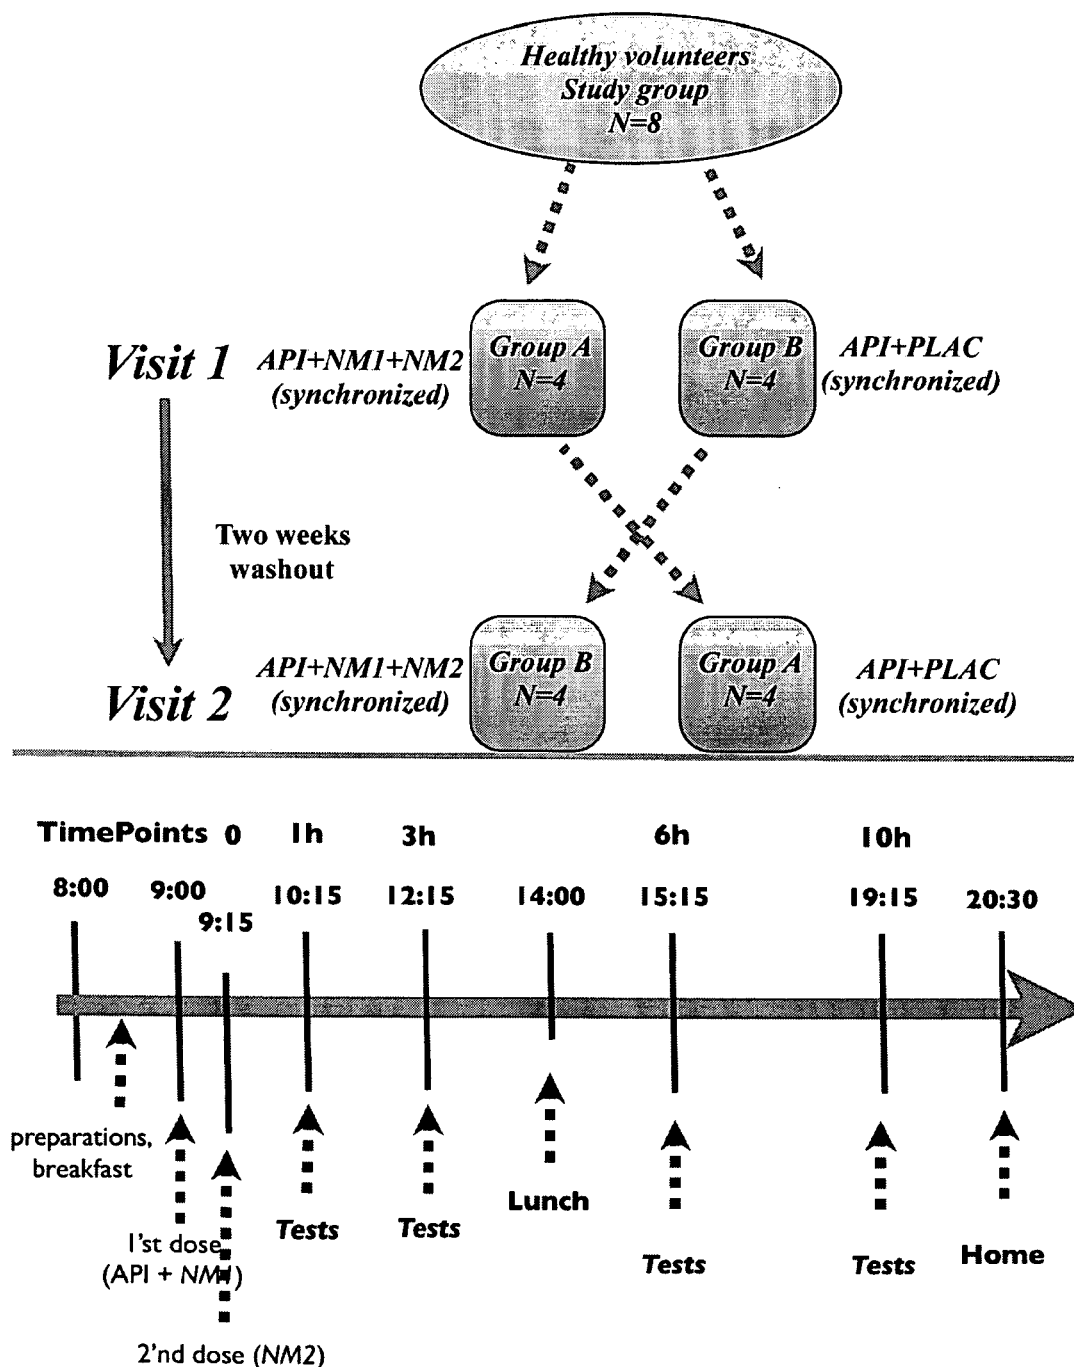 Healthy volunteers
Study group
N=8
Visit 1
API+NM1+NM2
(synchronized)
Group A
N=4
Group B
N=4
API+PLAC
(synchronized)
Two weeks
washout
Visit 2
API+NM1+NM2
(synchronized)
Group B
N=4
Group A
N=4
API+PLAC
(synchronized)
TimePoints 0 1h 3h 6h 10h
8:00 9:00 9:15 10:15 12:15 14:00 15:15 19:15 20:30
preparations,
breakfast
1'st dose
(API + NM1)
2'nd dose (NM2)
Tests
Tests
Lunch
Tests
Tests
Home